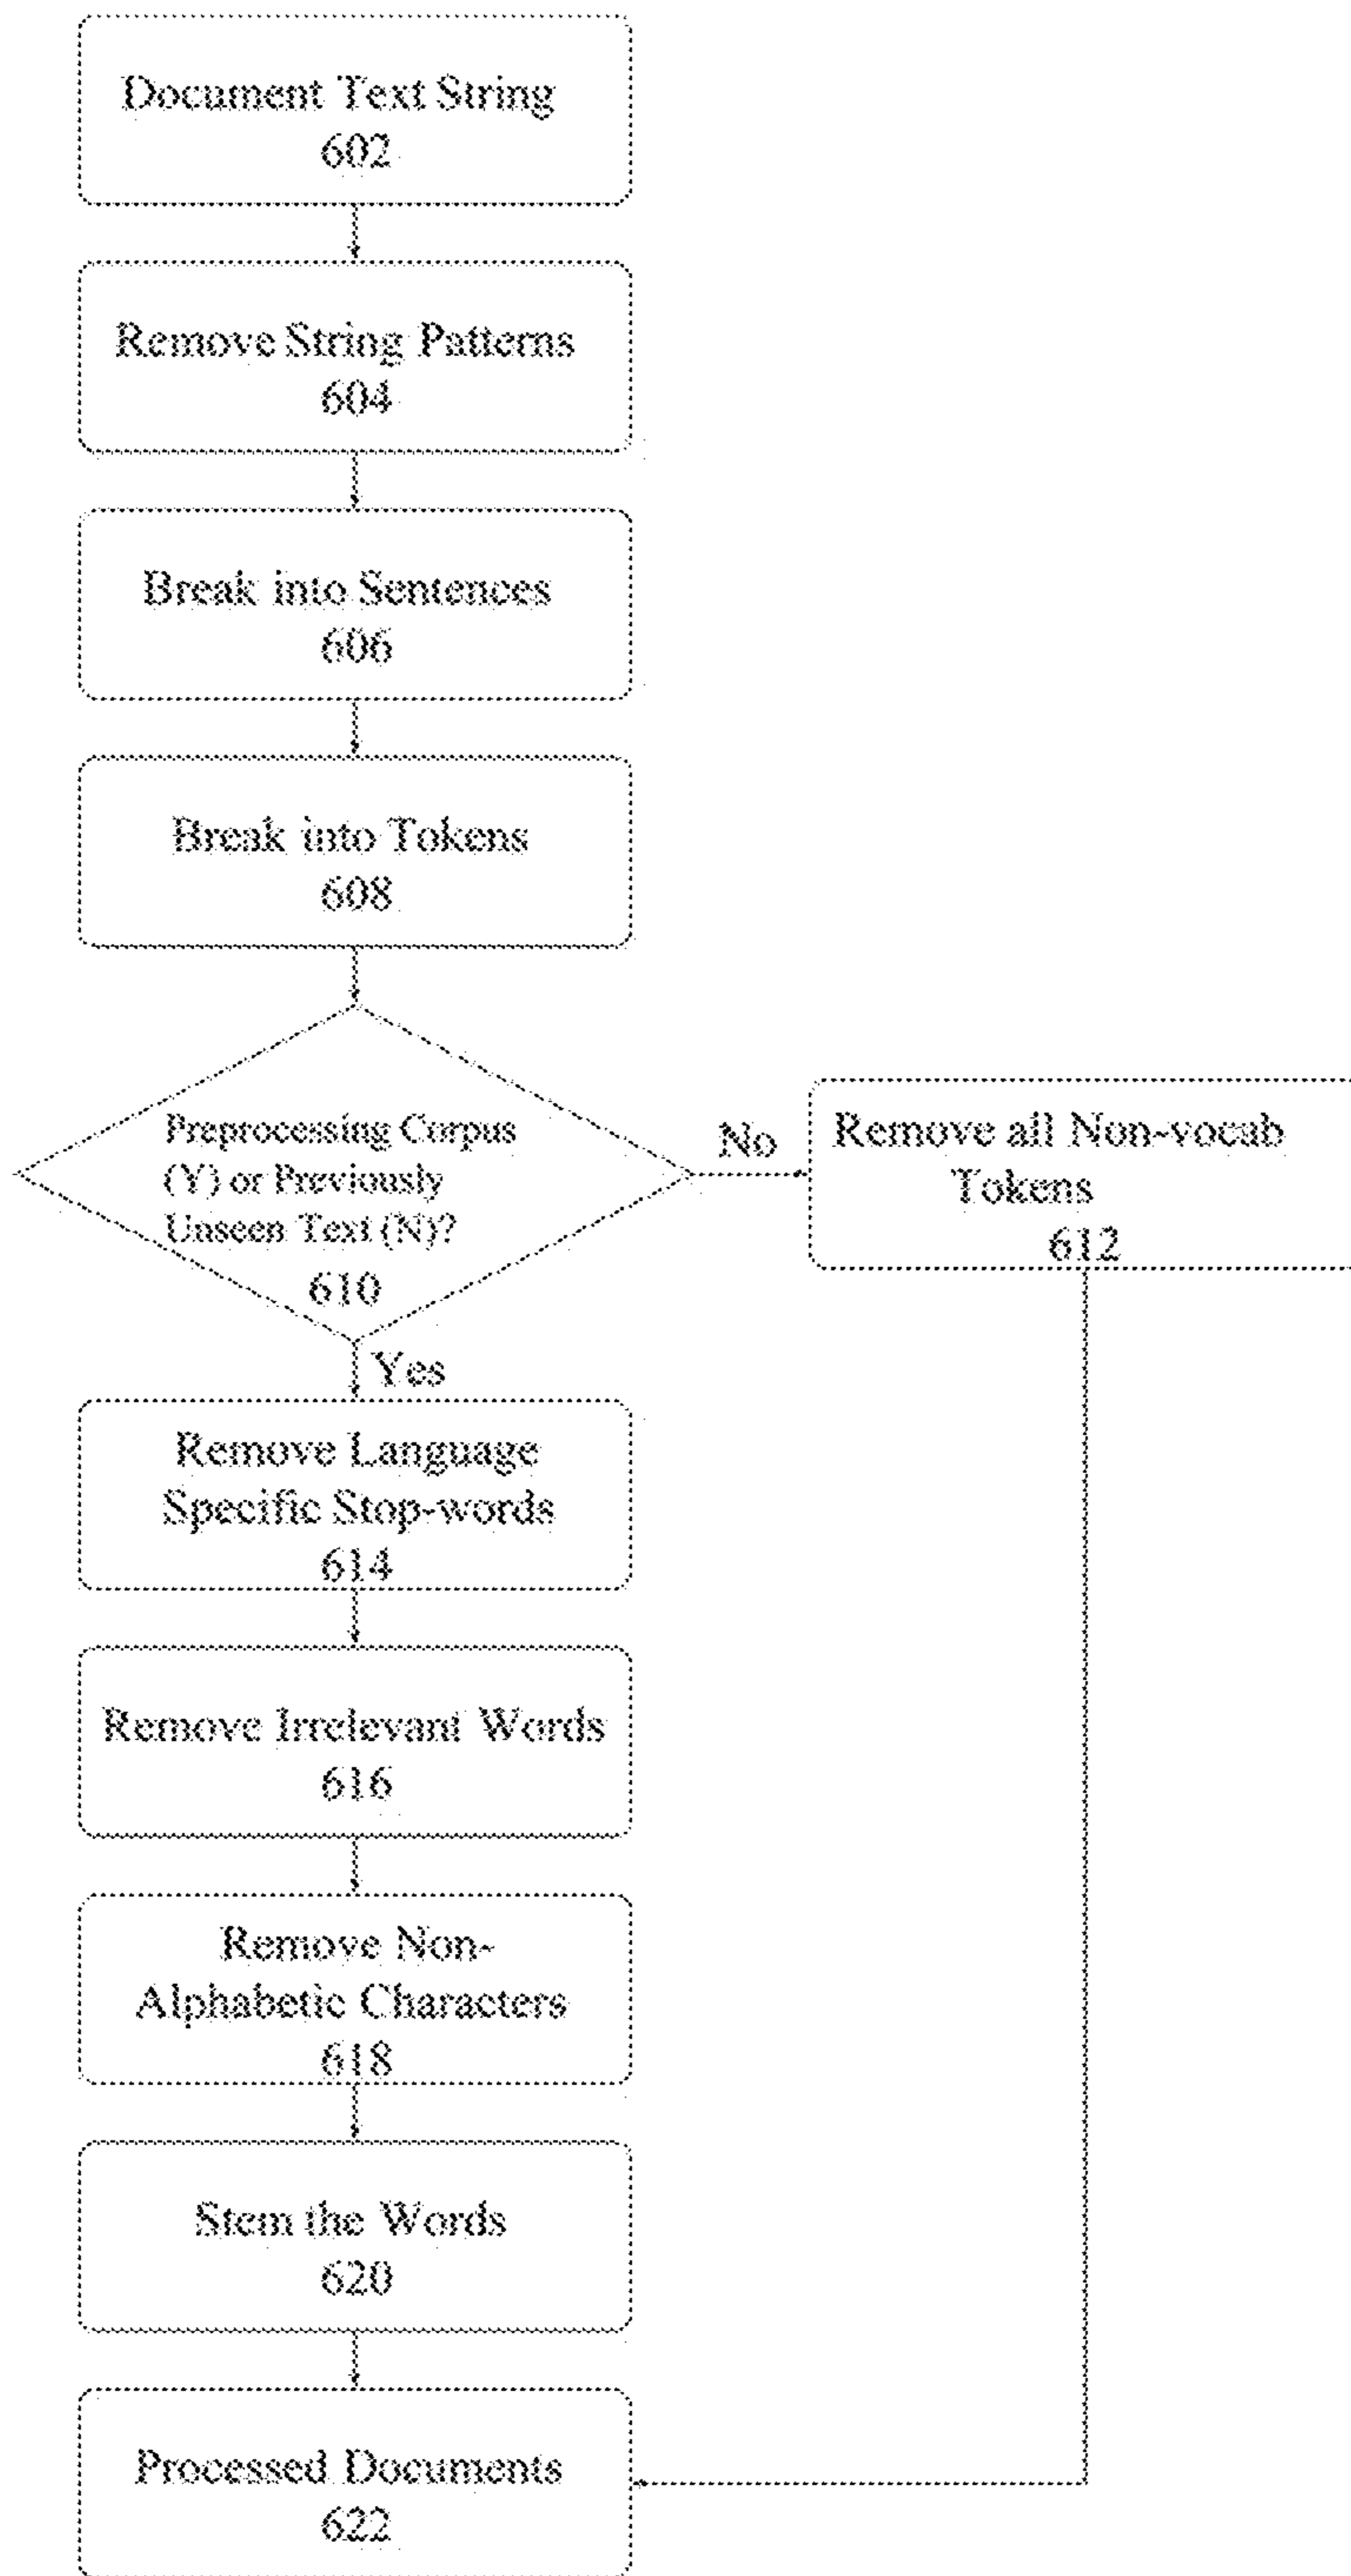 Document Text String
602
Remove String Patterns
604
Break into Sentences
606
Break into Tokens
608
Preprocessing Corpus
(Y) or Previously
Unseen Text (N)?
610
No
Remove all Non-vocab
Tokens
612
Yes
Remove Language
Specific Stop-words
614
Remove Irrelevant Words
616
Remove Non-
Alphabetic Characters
618
Stem the Words
620
Processed Documents
622